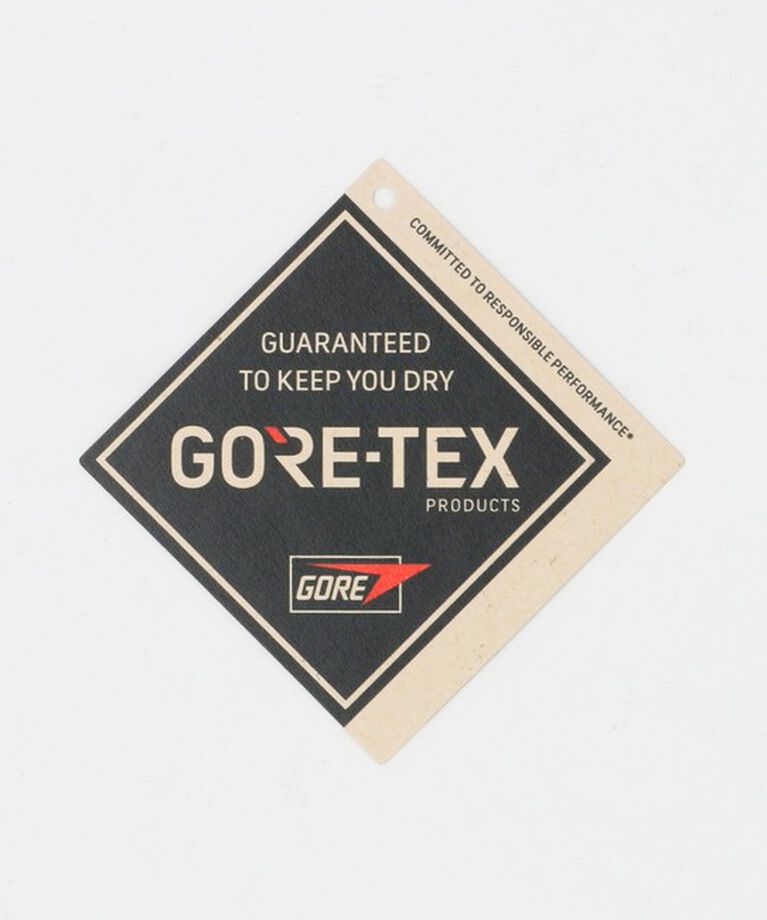 COMMITTED TO RESPONSIBLE PERFORMANCE*
GUARANTEED
TO KEEP YOU DRY
GORE-TEX
PRODUCTS
GORE